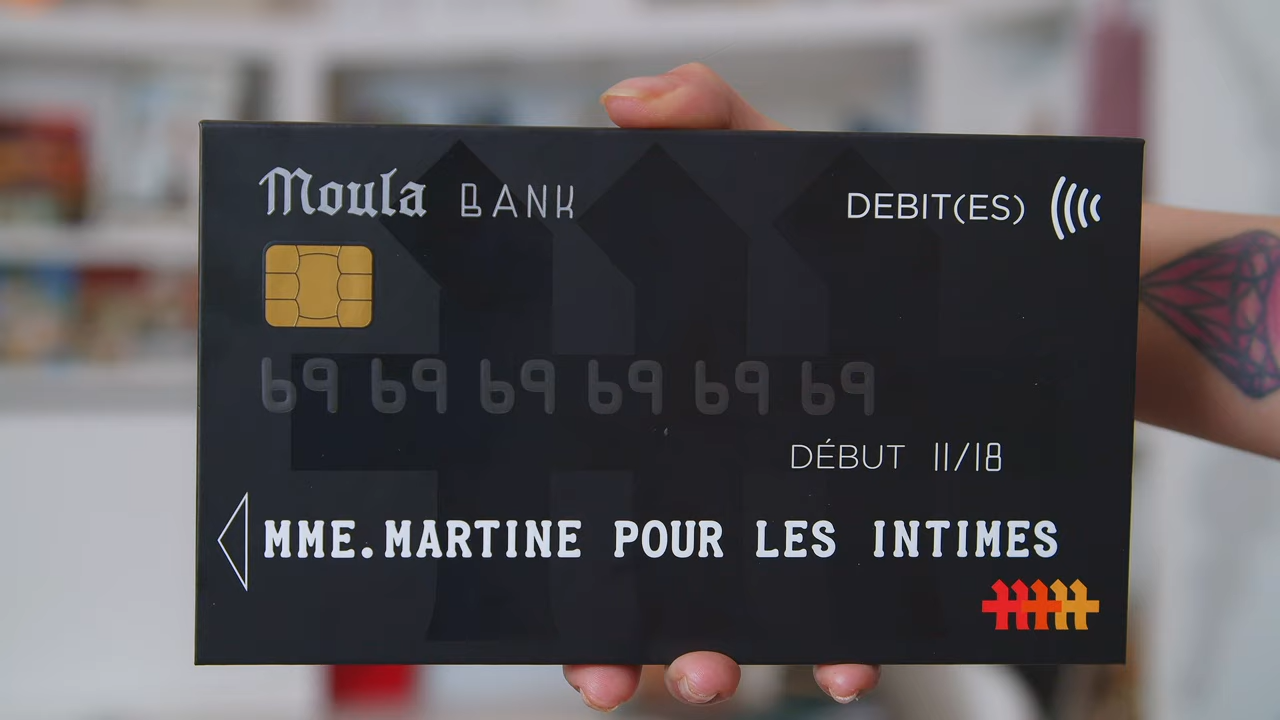 Moula BANK
DEBIT(ES)
69 69 69 69 69 69
DÉBUT 11/18
MME.MARTINE POUR LES INTIMES